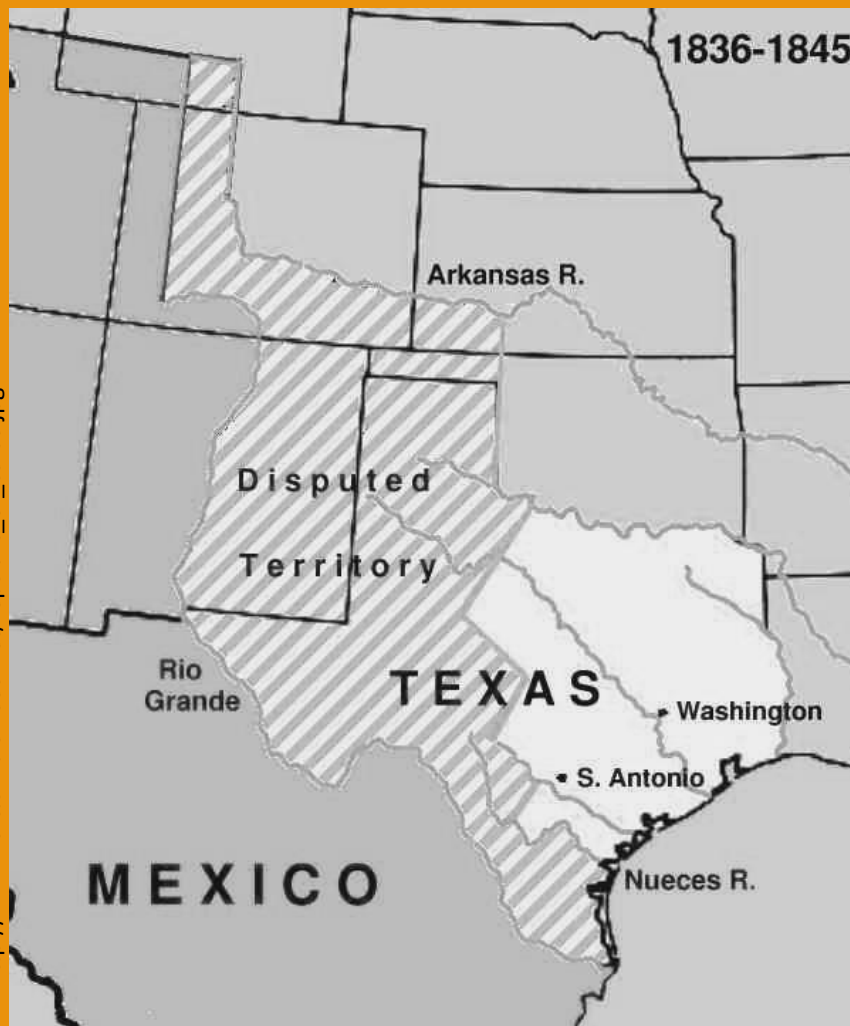 1836-1845
Arkansas R.
Disputed
Territory
Rio
Grande
TEXAS
Washington
S. Antonio
MEXICO
Nueces R.